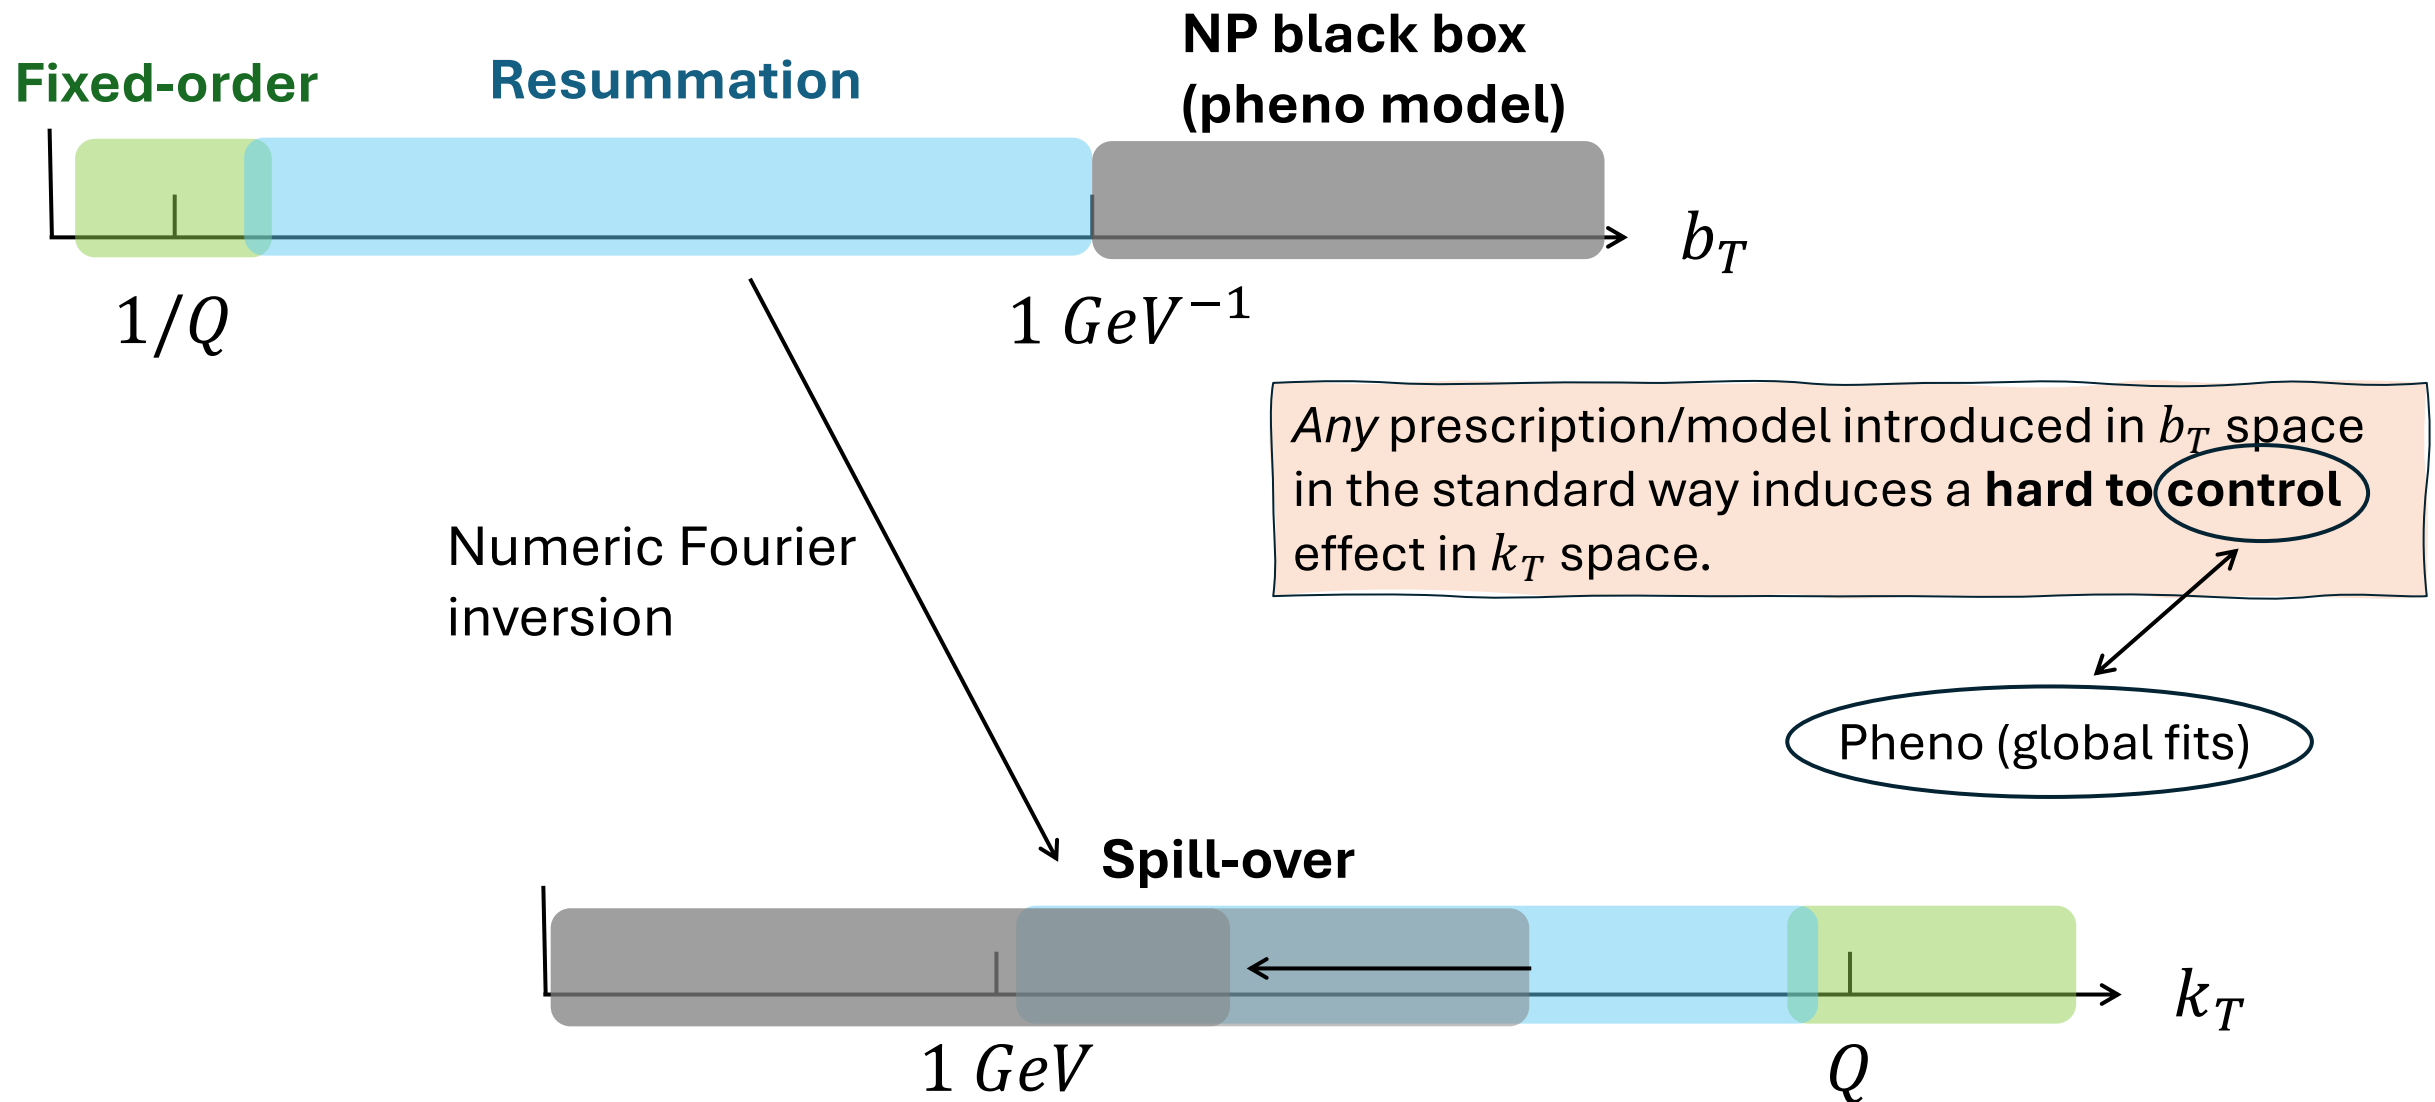 Fixed-order
Resummation
NP black box
(pheno model)
b_T
1/Q
1 GeV⁻¹
Any prescription/model introduced in b_T space
in the standard way induces a hard to control
effect in k_T space.
Numeric Fourier
inversion
Pheno (global fits)
Spill-over
k_T
1 GeV
Q